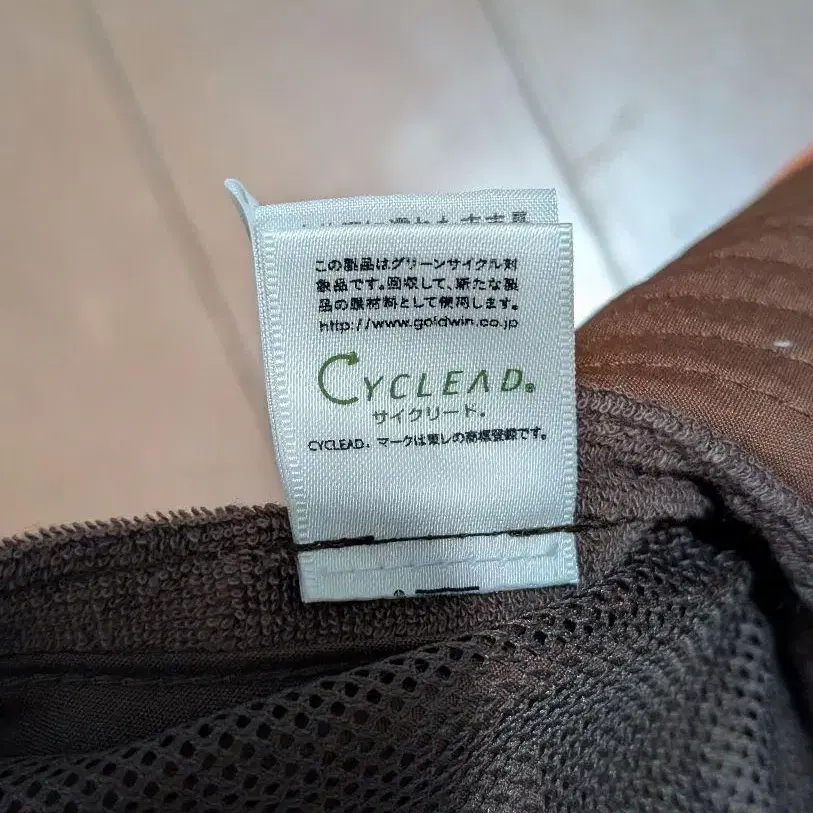 この製品はグリーンサイクル対
象品です。回収して、新たな製
品の原材料として使用します。
http://www.goldwin.co.jp
CYCLEAD®
サイクリード®
CYCLEAD® マークは東レの商標登録です。